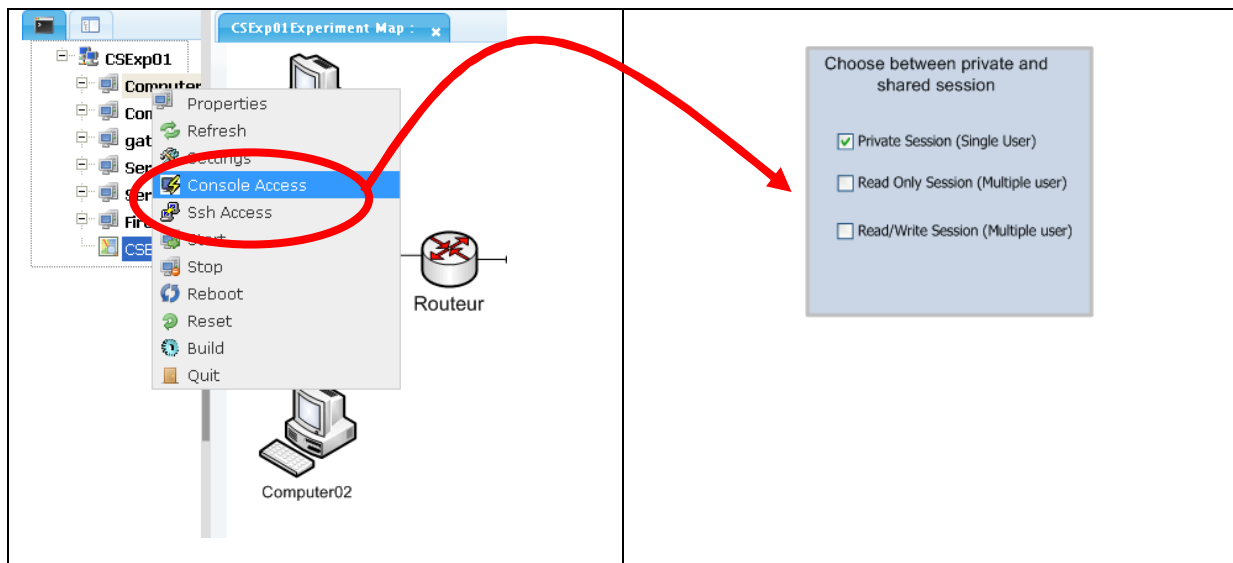 CSExp01Experiment Map : x
CSExp01
Computer
Com
gat
Ser
Ser
Fire
CSE
Properties
Refresh
Settings
Console Access
Ssh Access
Start
Stop
Reboot
Reset
Build
Quit
Routeur
Computer02
Choose between private and
shared session
Private Session (Single User)
Read Only Session (Multiple user)
Read/Write Session (Multiple user)